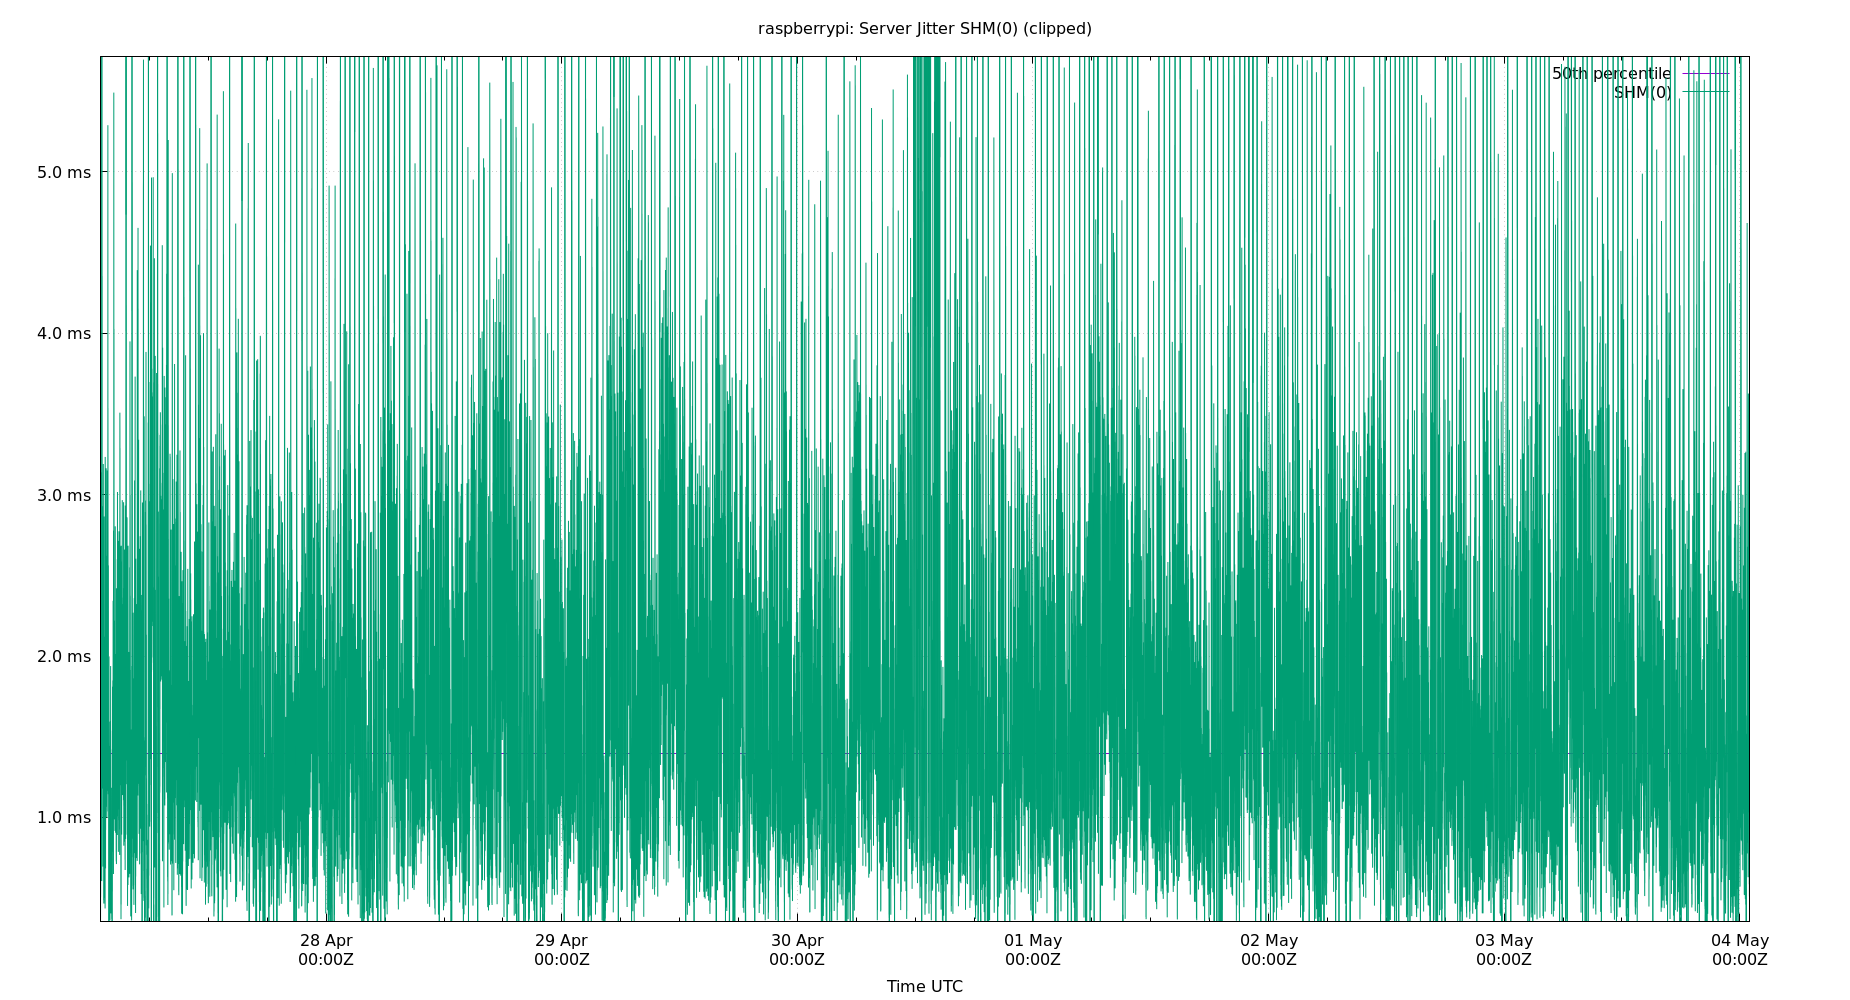 raspberrypi: Server Jitter SHM(0) (clipped)
50th percentile
SHM(0)
5.0 ms
4.0 ms
3.0 ms
2.0 ms
1.0 ms
28 Apr 29 Apr 30 Apr 01 May 02 May 03 May 04 May
00:00Z 00:00Z 00:00Z 00:00Z 00:00Z 00:00Z 00:00Z
Time UTC